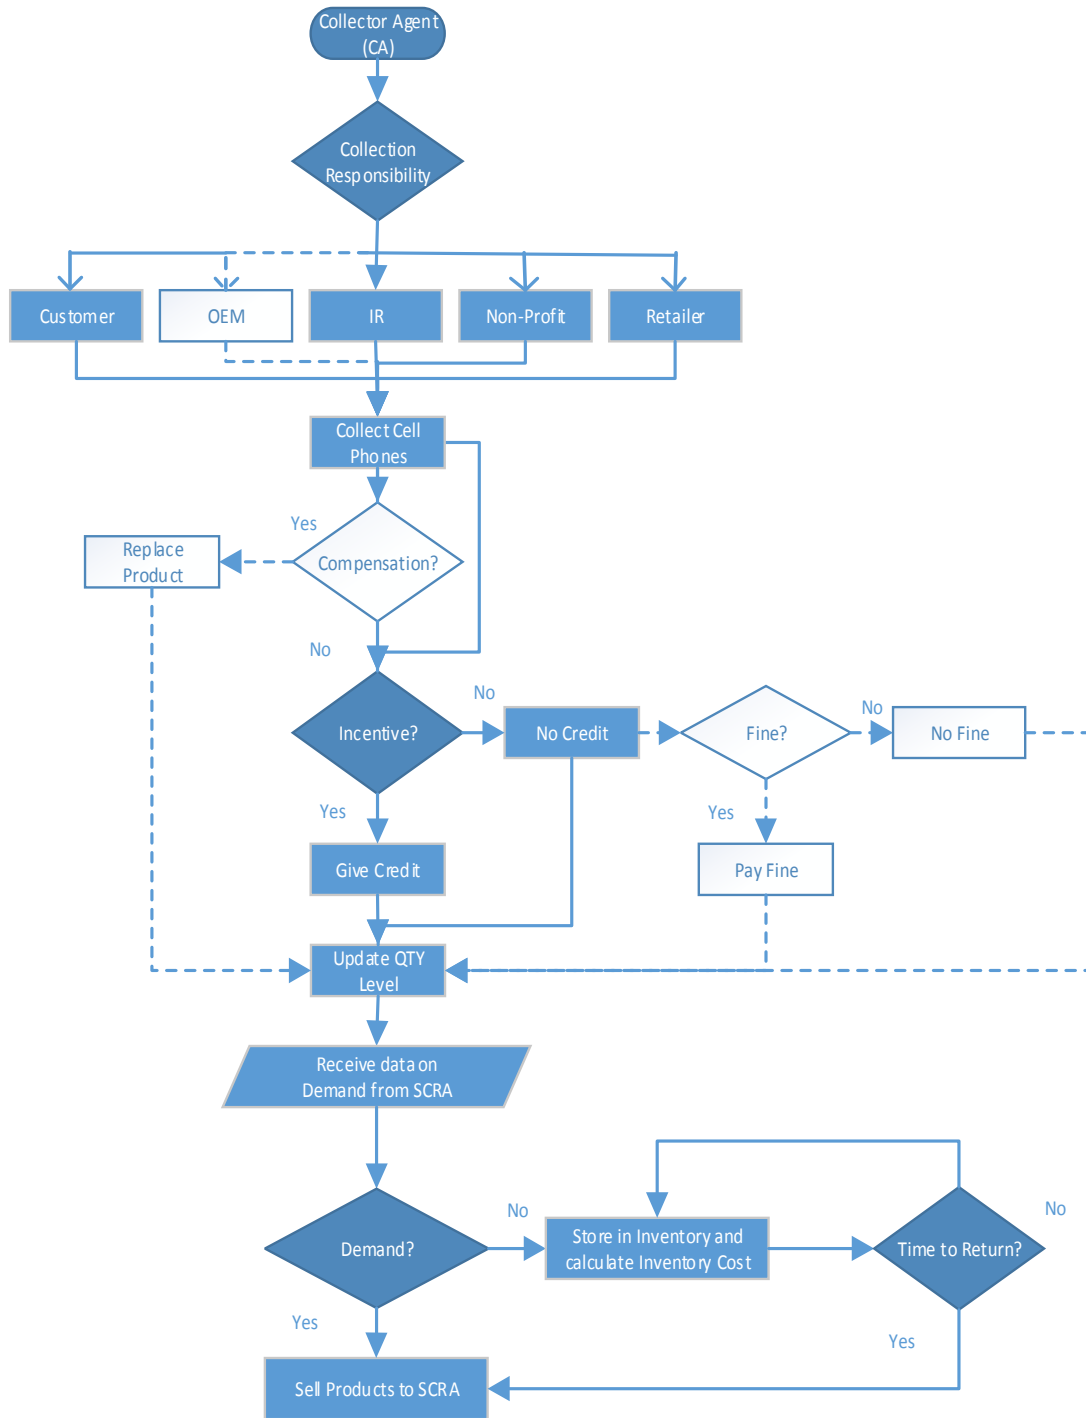 Collector Agent
(CA)
Collection
Responsibility
Customer
OEM
IR
Non-Profit
Retailer
Collect Cell
Phones
Yes
Replace
Product
Compensation?
No
Incentive?
No
No Credit
Fine?
No
No Fine
Yes
Give Credit
Yes
Pay Fine
Update QTY
Level
Receive data on
Demand from SCRA
Demand?
No
Store in Inventory and
calculate Inventory Cost
Time to Return?
No
Yes
Yes
Sell Products to SCRA